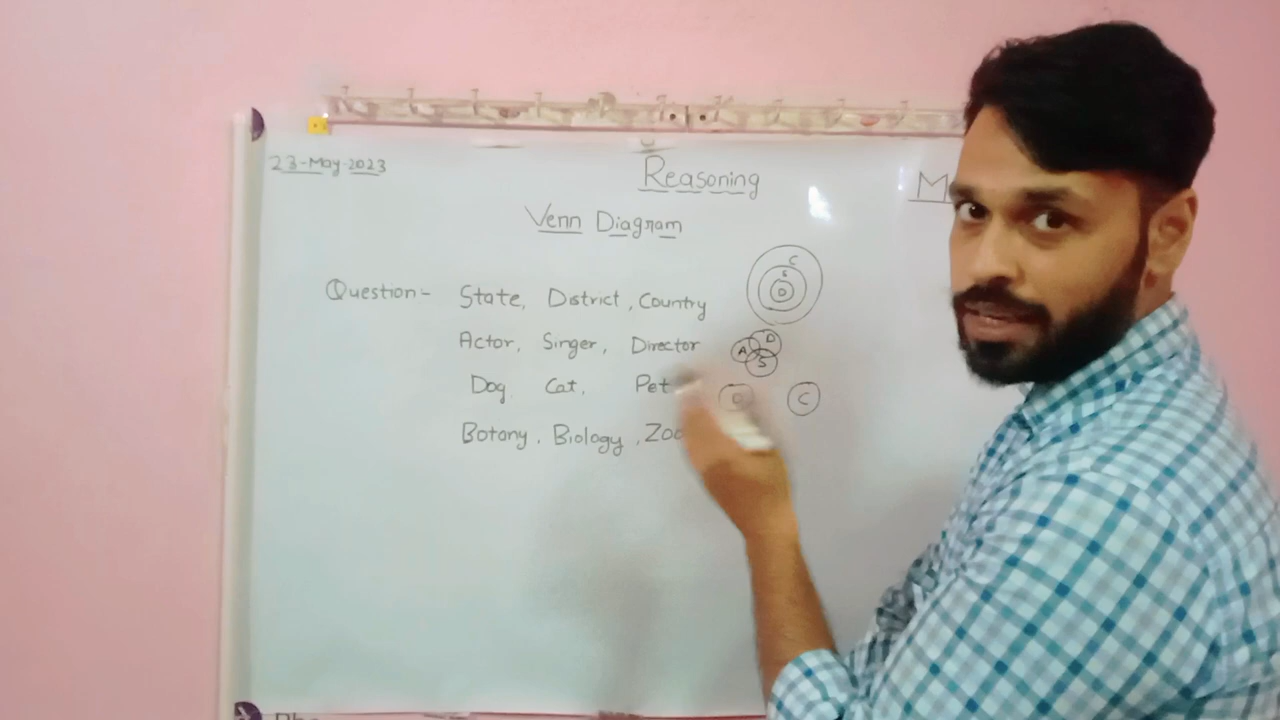 23-May-2023
Reasoning
Venn Diagram
Question:- State, District, Country
Actor, Singer, Director
Dog, Cat, Pet
Botany, Biology,
C
S
D
A D
S
D C